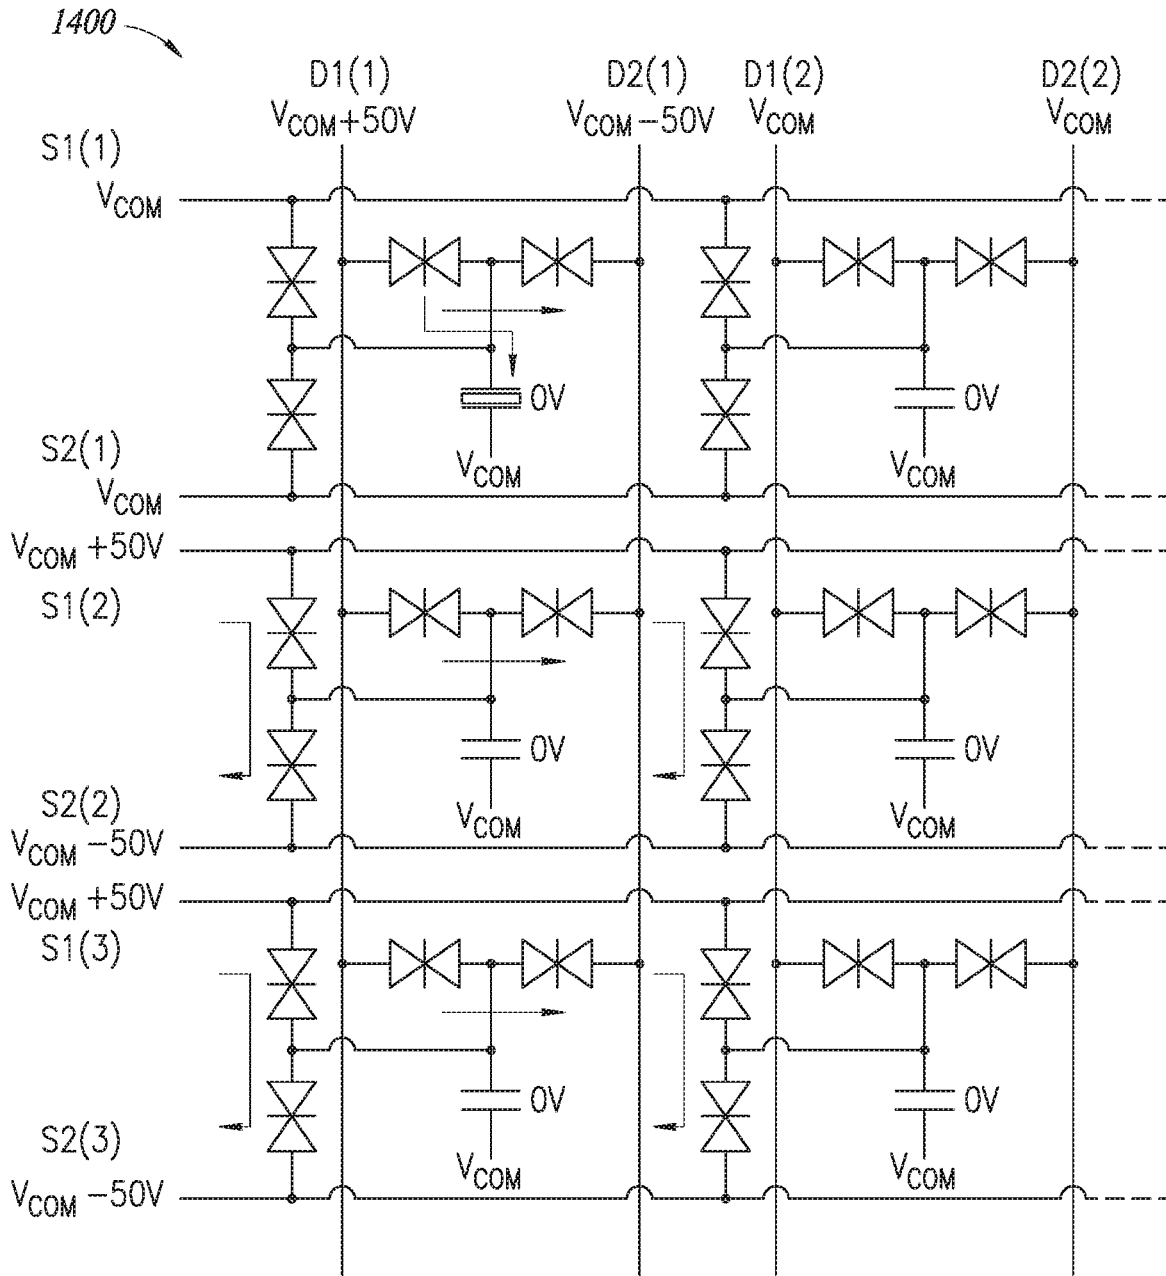 1400
D1(1) D2(1) D1(2) D2(2)
VCOM+50V VCOM−50V VCOM VCOM
S1(1)
VCOM
0V 0V
S2(1)
VCOM VCOM
VCOM
VCOM +50V
S1(2)
0V 0V
S2(2)
VCOM VCOM
VCOM −50V
VCOM +50V
S1(3)
0V 0V
S2(3)
VCOM VCOM
VCOM −50V